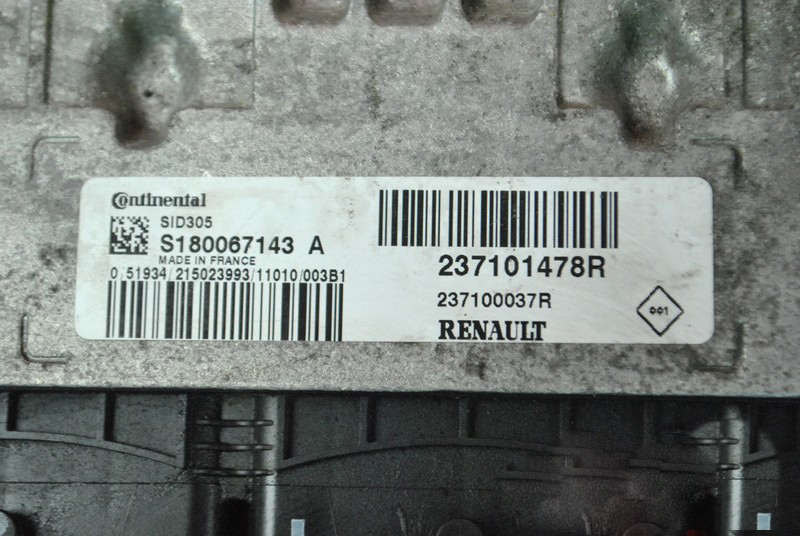 Continental
SID305
S180067143 A
MADE IN FRANCE
0,51934/215023993/11010/003B1
237101478R
237100037R
RENAULT
001